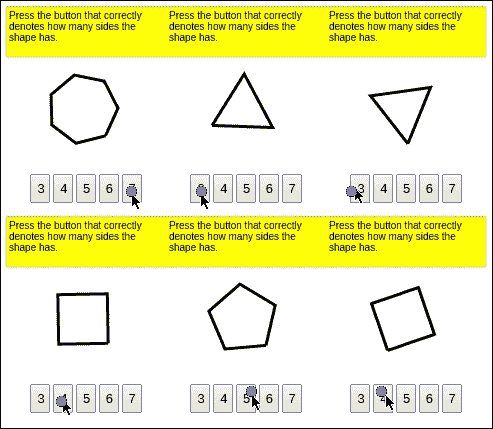 Press the button that correctly
denotes how many sides the
shape has.
Press the button that correctly
denotes how many sides the
shape has.
Press the button that correctly
denotes how many sides the
shape has.
3 4 5 6
4 5 6 7
3 4 5 6 7
Press the button that correctly
denotes how many sides the
shape has.
Press the button that correctly
denotes how many sides the
shape has.
Press the button that correctly
denotes how many sides the
shape has.
3 5 6 7
3 4 5 6 7
3 5 6 7